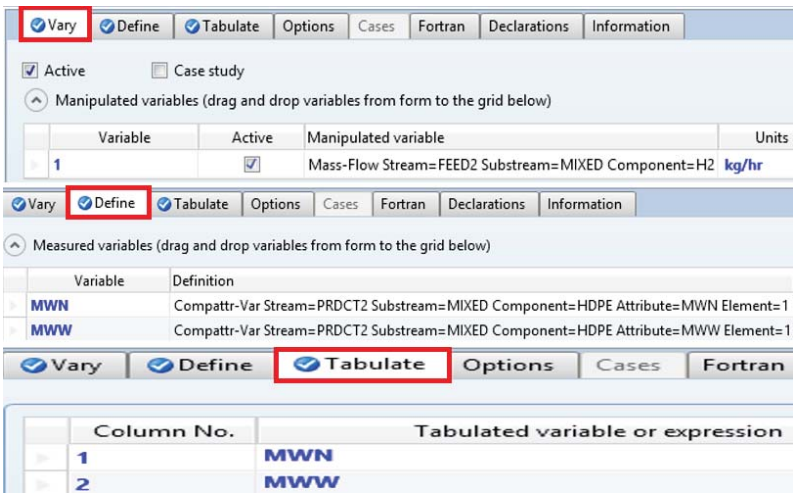 Vary Define Tabulate Options Cases Fortran Declarations Information
Active Case study
Manipulated variables (drag and drop variables from form to the grid below)
Variable Active Manipulated variable Units
1 Mass-Flow Stream=FEED2 Substream=MIXED Component=H2 kg/hr
Vary Define Tabulate Options Cases Fortran Declarations Information
Measured variables (drag and drop variables from form to the grid below)
Variable Definition
MWN Compattr-Var Stream=PRDCT2 Substream=MIXED Component=HDPE Attribute=MWN Element=1
MWW Compattr-Var Stream=PRDCT2 Substream=MIXED Component=HDPE Attribute=MWW Element=1
Vary Define Tabulate Options Cases Fortran
Column No. Tabulated variable or expression
1 MWN
2 MWW